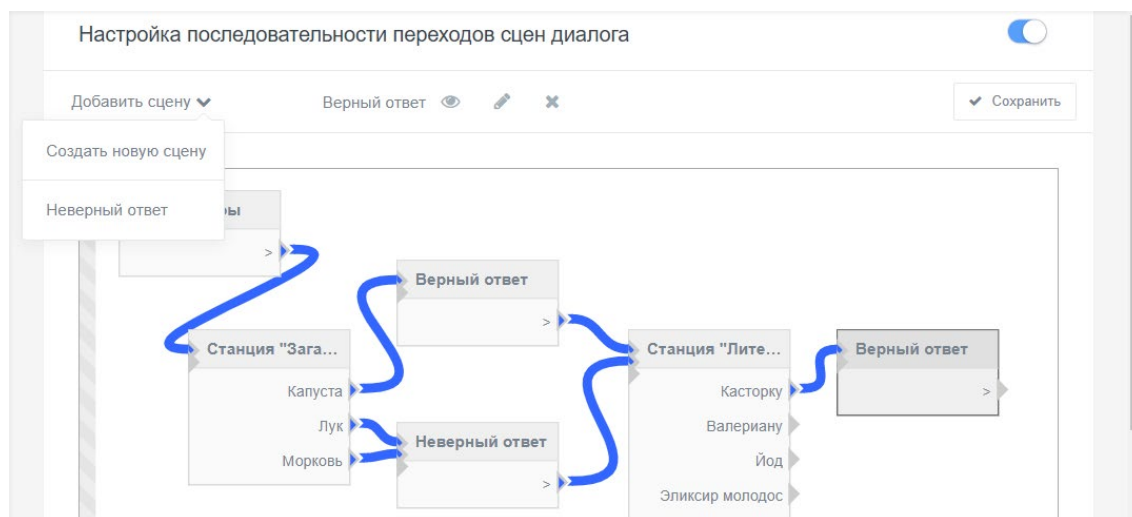 Настройка последовательности переходов сцен диалога
Добавить сцену
Верный ответ
Сохранить
Создать новую сцену
Неверный ответ
ры
>
Верный ответ
>
Станция "Зага...
Капуста
Лук
Морковь
Неверный ответ
>
Станция "Лите...
Касторку
Валериану
Йод
Эликсир молодос
Верный ответ
>